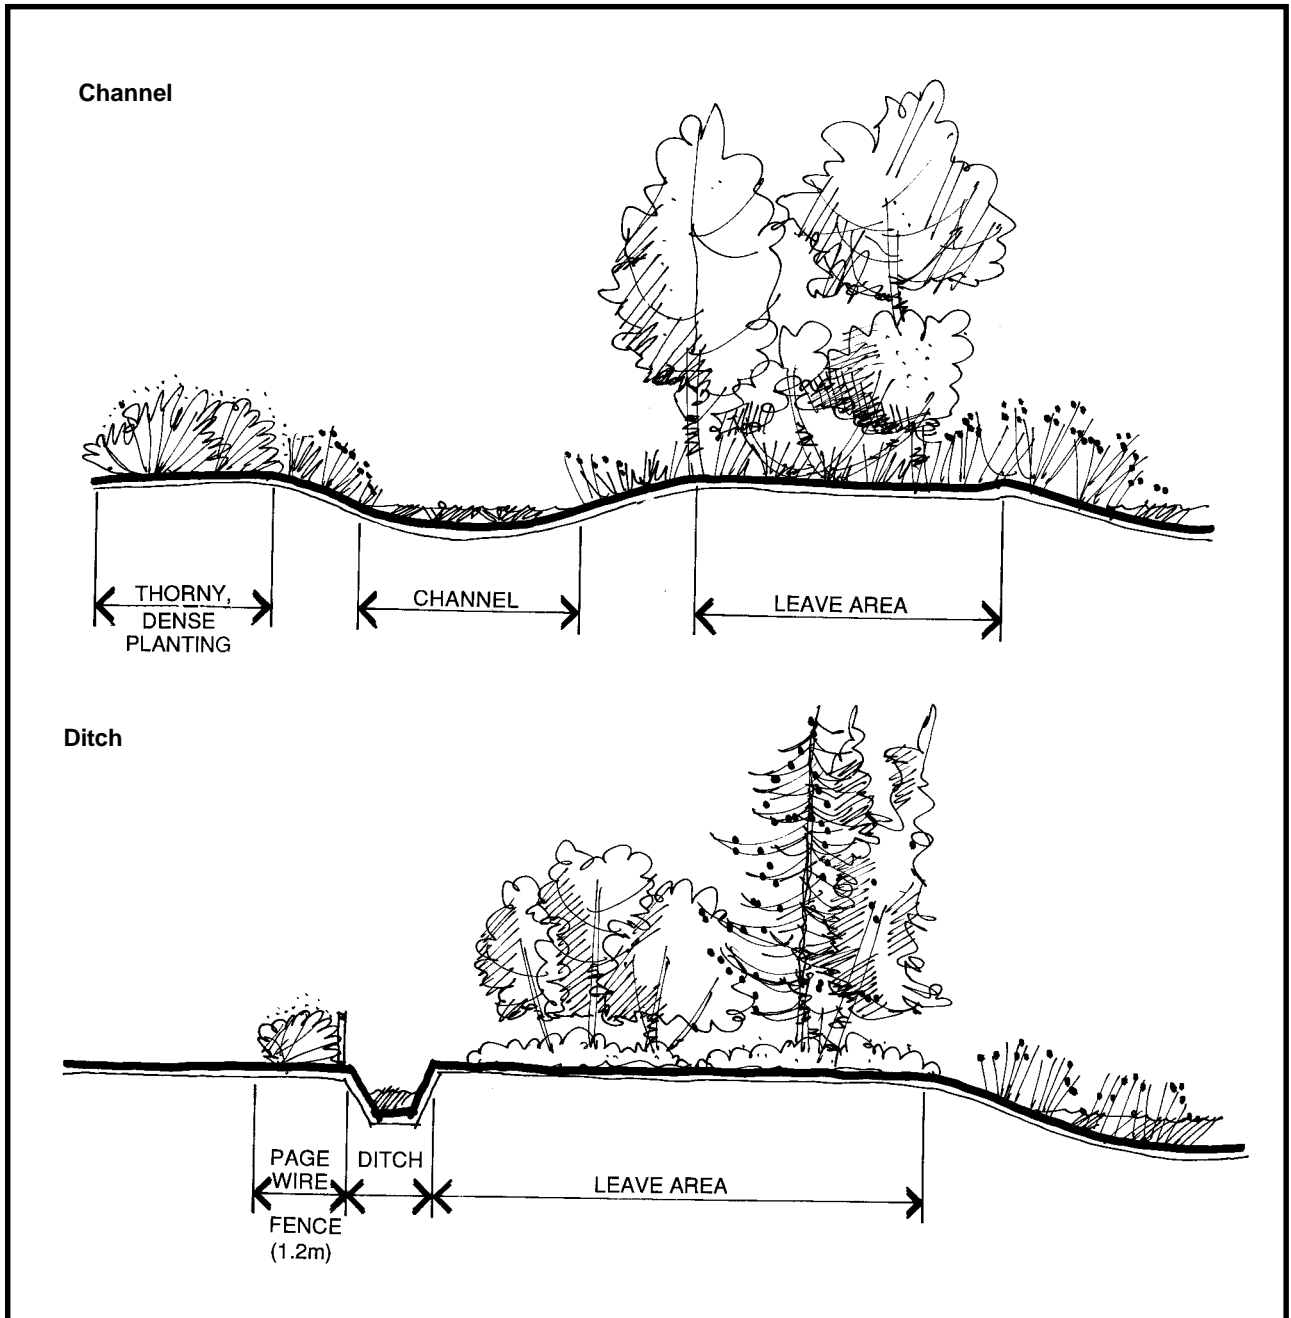 Channel
THORNY,
DENSE
PLANTING
CHANNEL
LEAVE AREA
Ditch
PAGE
WIRE
FENCE
(1.2m)
DITCH
LEAVE AREA